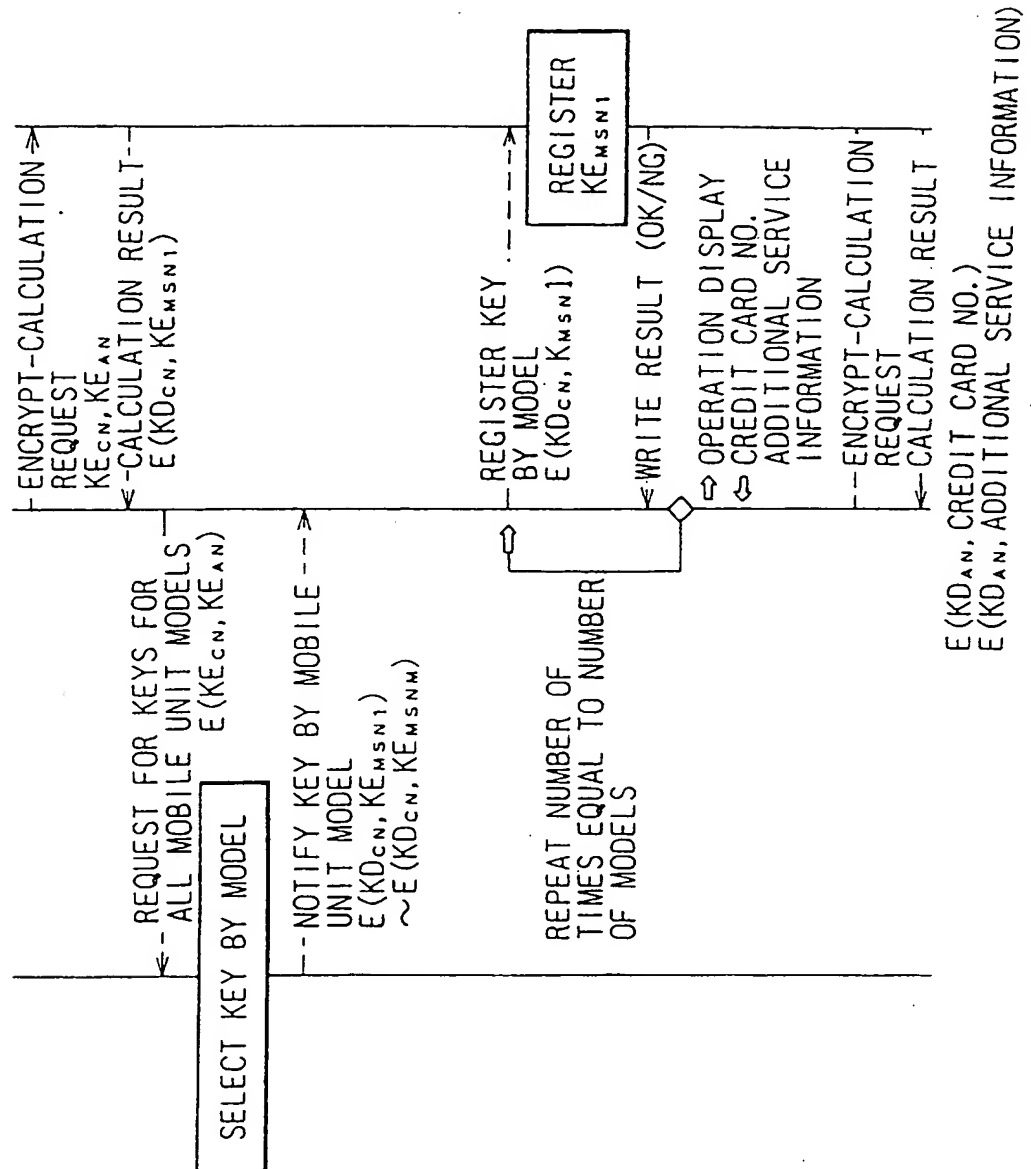 ENCRYPT-CALCULATION
REQUEST
KECN, KEAN
CALCULATION RESULT
E(KDCN, KEMSN1)
REQUEST FOR KEYS FOR
ALL MOBILE UNIT MODELS
E(KECN, KEAN)
SELECT KEY BY MODEL
NOTIFY KEY BY MOBILE
UNIT MODEL
E(KDCN, KEMSN1)
~E(KDCN, KEMSNM)
REGISTER KEY
BY MODEL
E(KDCN, KMSN1)
REGISTER
KEMSN1
WRITE RESULT (OK/NG)
REPEAT NUMBER OF
TIMES EQUAL TO NUMBER
OF MODELS
⇨ OPERATION DISPLAY
⇦ CREDIT CARD NO.
ADDITIONAL SERVICE
INFORMATION
ENCRYPT-CALCULATION
REQUEST
CALCULATION RESULT
E(KDAN, CREDIT CARD NO.)
E(KDAN, ADDITIONAL SERVICE INFORMATION)